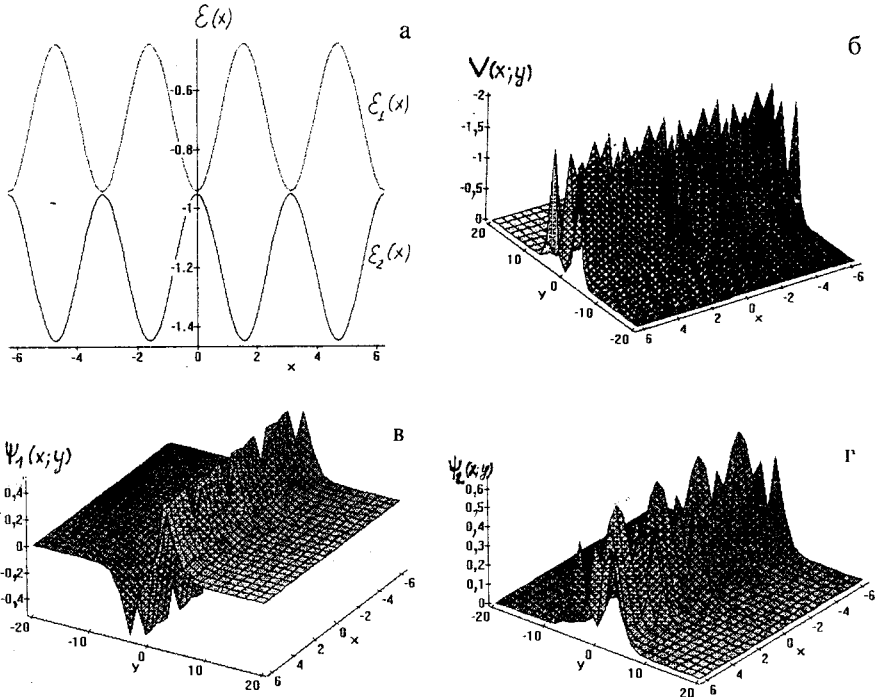 ε(x)
а
-0.6
-0.8
-1
-1.2
-1.4
ε₁(x)
ε₂(x)
-6 -4 -2 0 2 4 6
x
б
V(x;y)
-2
-1,5
-1
-0,5
0
20 10 0 -10 -20
y
6 4 2 0 -2 -4 -6
x
в
Ψ₁(x;y)
0,4
0,2
0
-0,2
-0,4
-20 -10 0 10 20
y
6 4 2 0 -2 -4 -6
x
г
Ψ₂(x;y)
0,6
0,5
0,4
0,3
0,2
0,1
0
-20 -10 0 10 20
y
6 4 2 0 -2 -4 -6
x